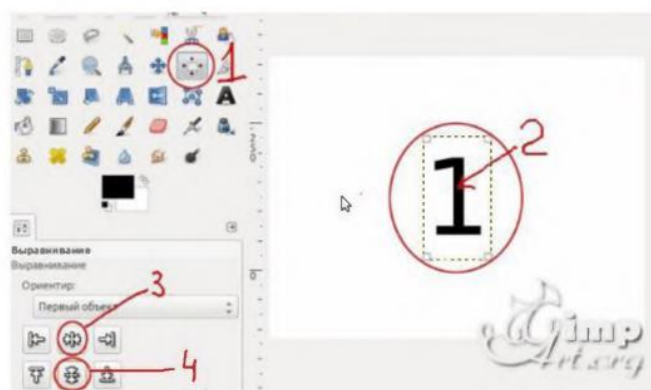 1
2
1
Выравнивание
Выравнивание
Ориентир:
Первый объект
3
4
Gimp
Art.org